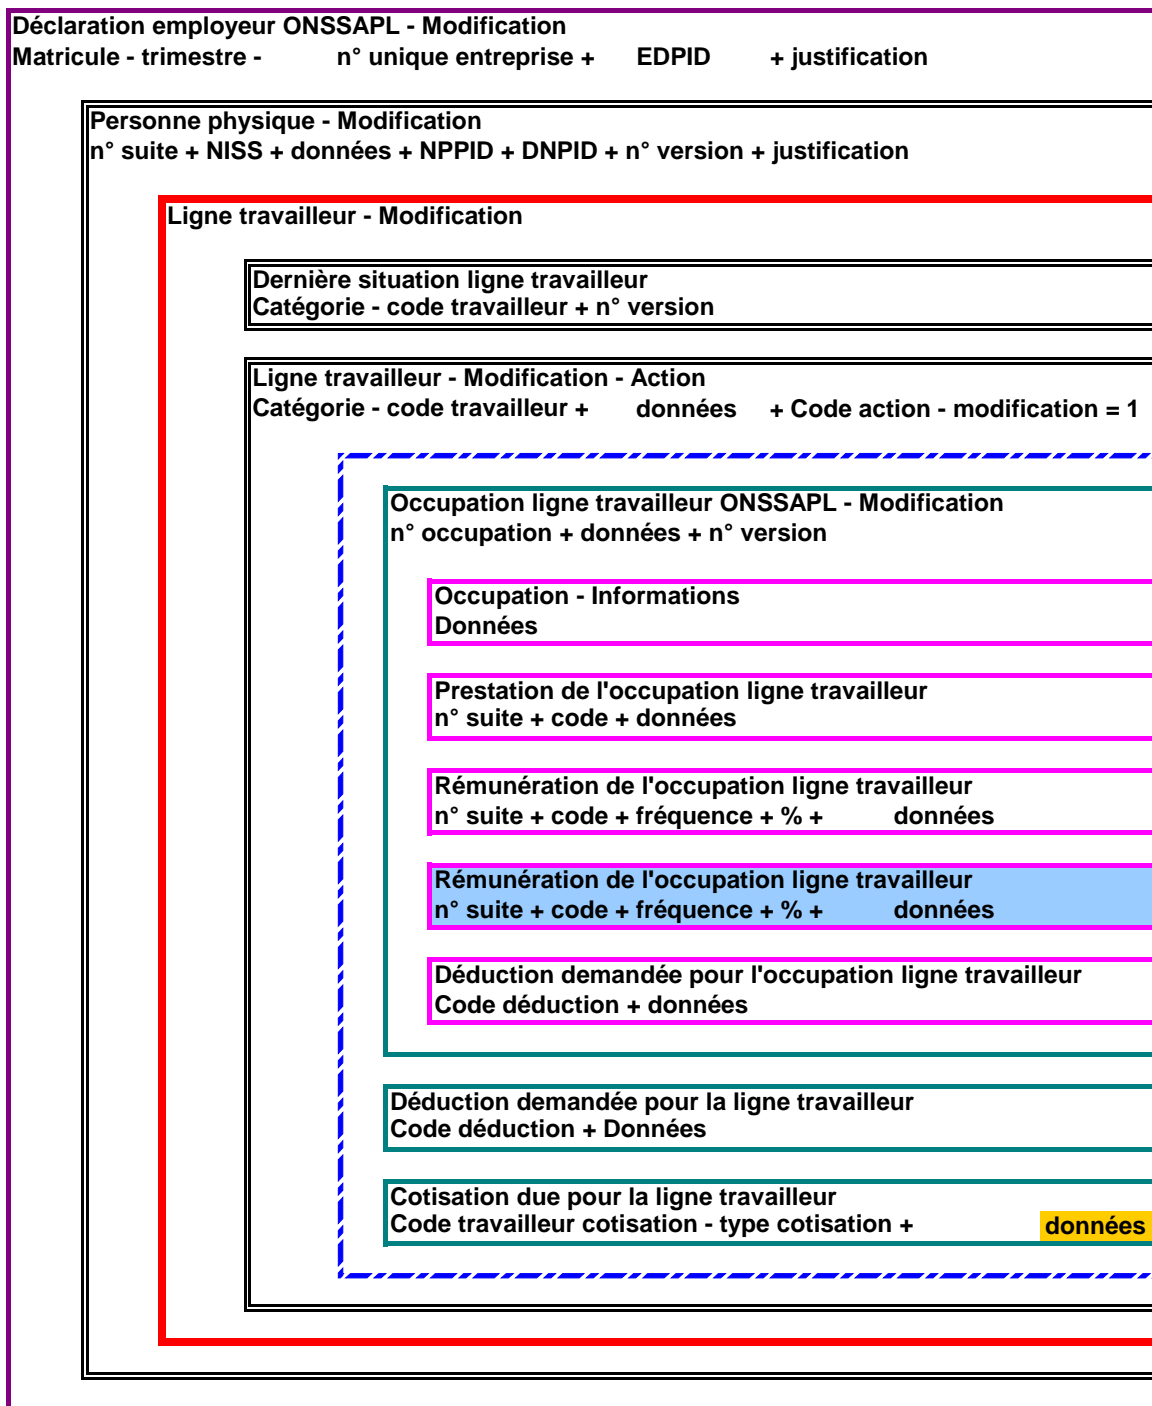 Déclaration employeur ONSSAPL - Modification
Matricule - trimestre - n° unique entreprise + EDPID + justification
Personne physique - Modification
n° suite + NISS + données + NPPID + DNPID + n° version + justification
Ligne travailleur - Modification
Dernière situation ligne travailleur
Catégorie - code travailleur + n° version
Ligne travailleur - Modification - Action
Catégorie - code travailleur + données + Code action - modification = 1
Occupation ligne travailleur ONSSAPL - Modification
n° occupation + données + n° version
Occupation - Informations
Données
Prestation de l'occupation ligne travailleur
n° suite + code + données
Rémunération de l'occupation ligne travailleur
n° suite + code + fréquence + % + données
Rémunération de l'occupation ligne travailleur
n° suite + code + fréquence + % + données
Déduction demandée pour l'occupation ligne travailleur
Code déduction + données
Déduction demandée pour la ligne travailleur
Code déduction + Données
Cotisation due pour la ligne travailleur
Code travailleur cotisation - type cotisation + données